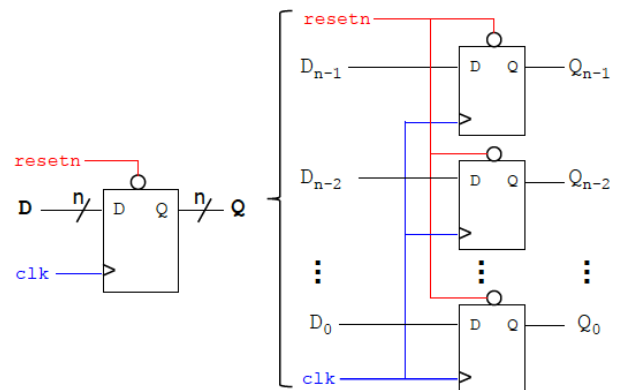 resetn
D n D Q n Q
clk
resetn
Dn-1 D Q Qn-1
Dn-2 D Q Qn-2
D0 D Q Q0
clk